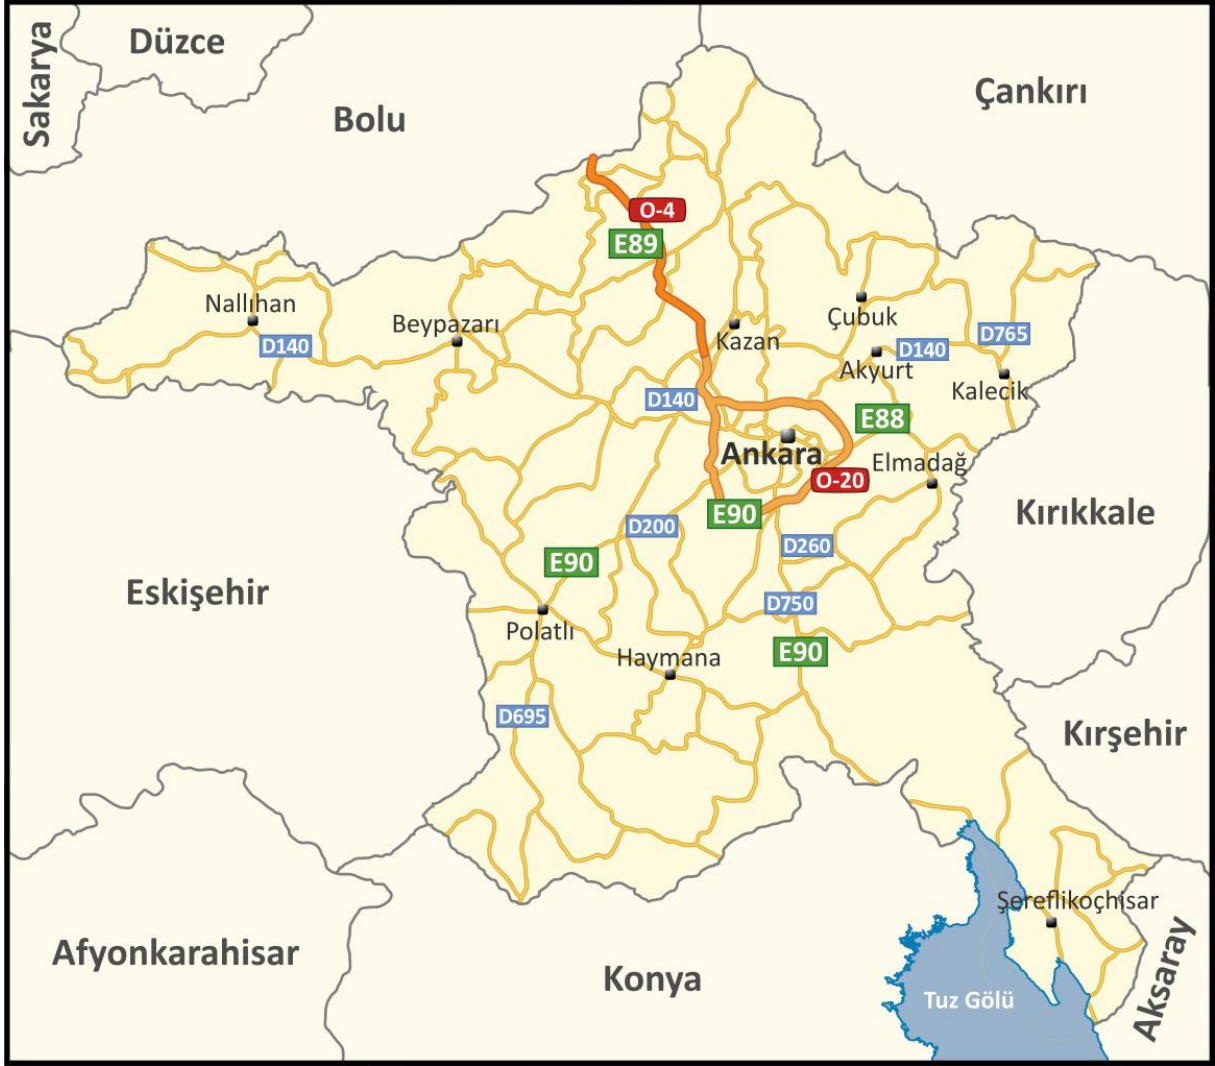 Sakarya
Düzce
Bolu
Çankırı
O-4
E89
Nallıhan
D140
Beypazarı
Kazan
Çubuk
D765
D140
Akyurt
Kalecik
D140
E88
Ankara
Elmadağ
O-20
E90
D200
D260
Kırıkkale
E90
Eskişehir
D750
Polatlı
E90
Haymana
D695
Kırşehir
Şereflikoçhisar
Afyonkarahisar
Konya
Tuz Gölü
Aksaray